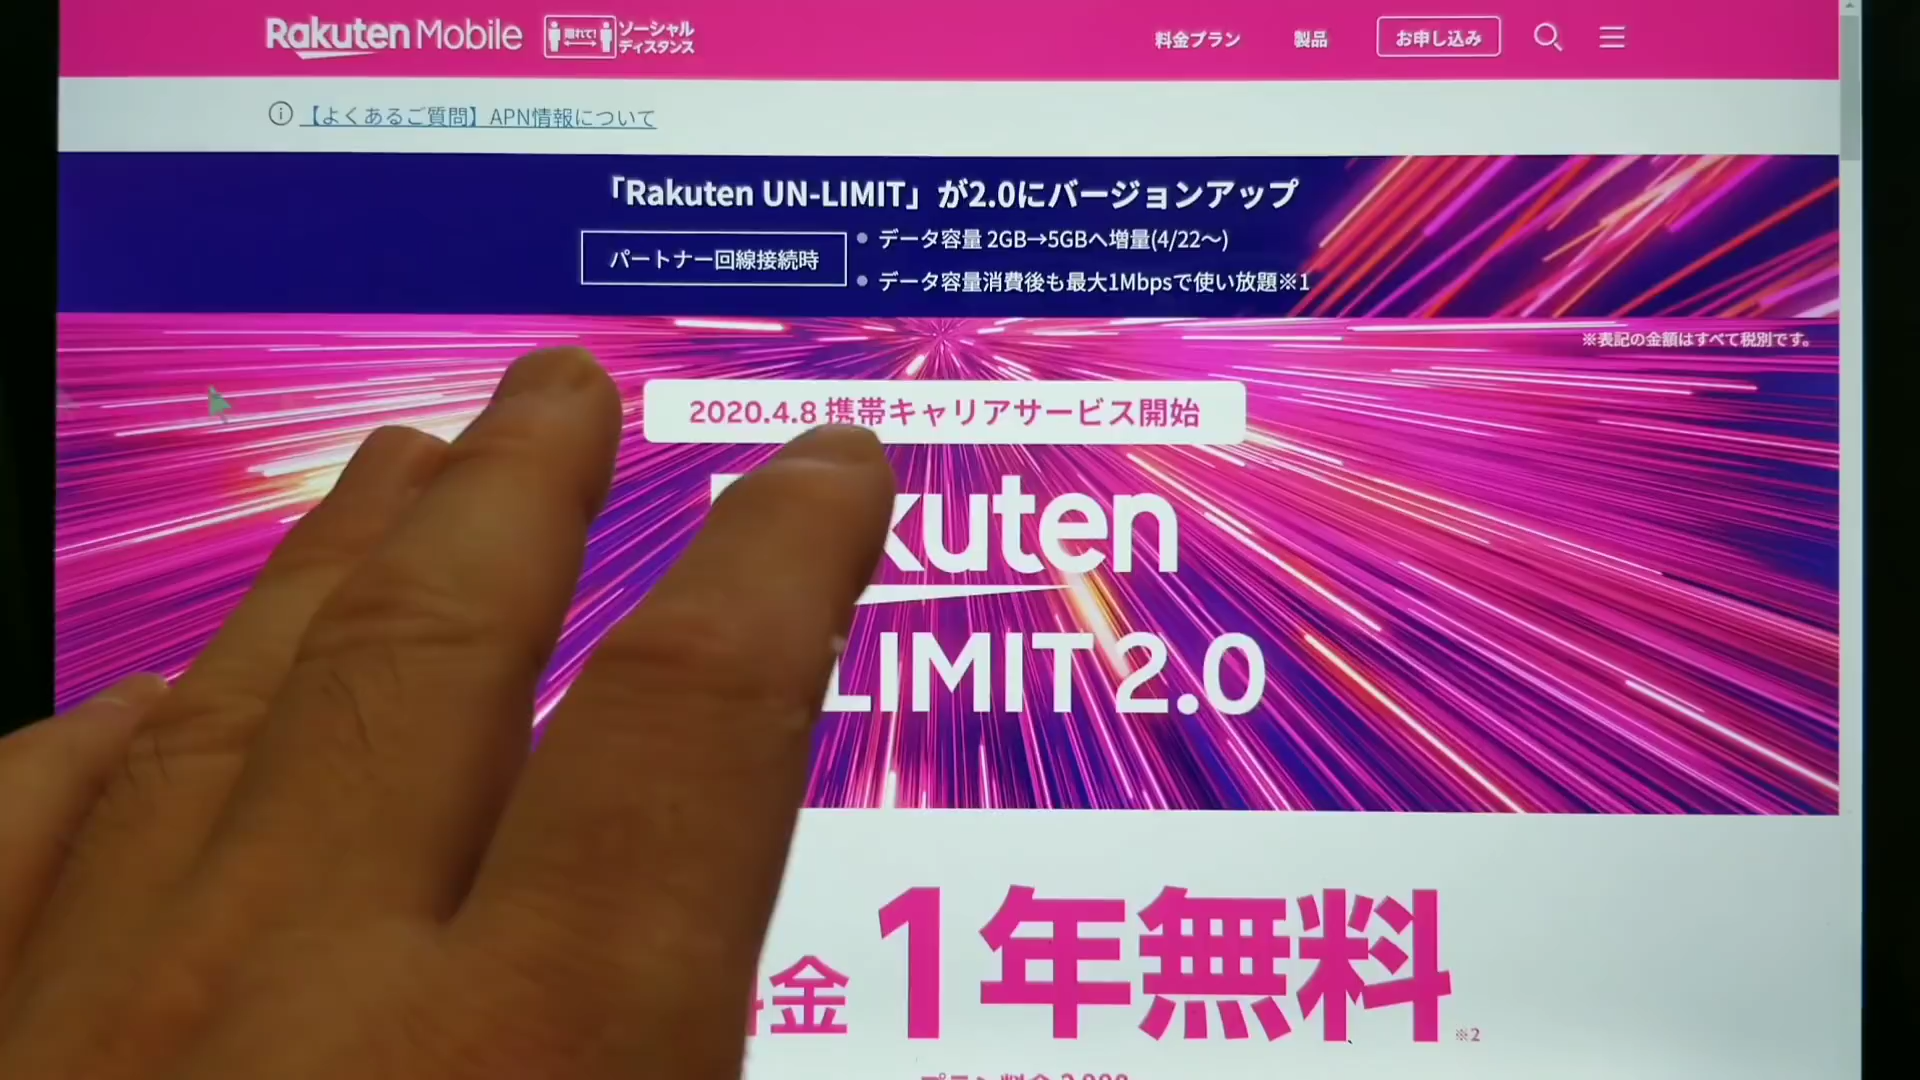 Rakuten Mobile
離れて!
ソーシャル
ディスタンス
料金プラン
製品
お申し込み
【よくあるご質問】APN情報について
「Rakuten UN-LIMIT」が2.0にバージョンアップ
パートナー回線接続時
データ容量 2GB→5GBへ増量(4/22〜)
データ容量消費後も最大1Mbpsで使い放題※1
※表記の金額はすべて税別です。
2020.4.8 携帯キャリアサービス開始
kuten
LIMIT 2.0
金 1年無料 ※2